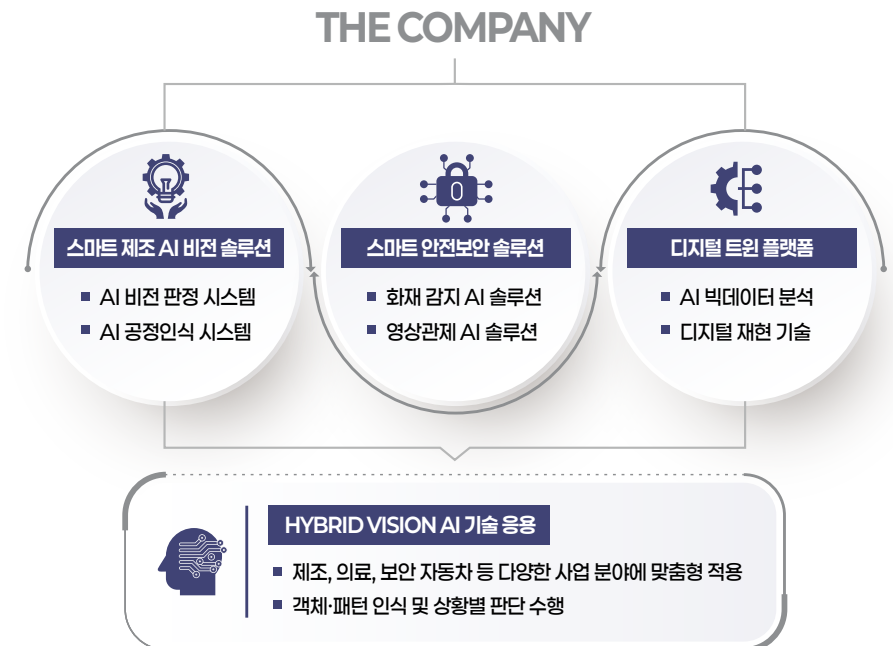 THE COMPANY
스마트 제조 AI 비전 솔루션
AI 비전 판정 시스템
AI 공정인식 시스템
스마트 안전보안 솔루션
화재 감지 AI 솔루션
영상관제 AI 솔루션
디지털 트윈 플랫폼
AI 빅데이터 분석
디지털 재현 기술
HYBRID VISION AI 기술 응용
제조, 의료, 보안 자동차 등 다양한 사업 분야에 맞춤형 적용
객체·패턴 인식 및 상황별 판단 수행